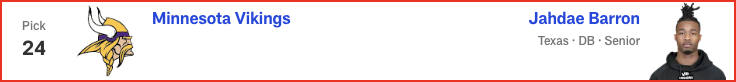 Pick
24
Minnesota Vikings
Jahdae Barron
Texas · DB · Senior